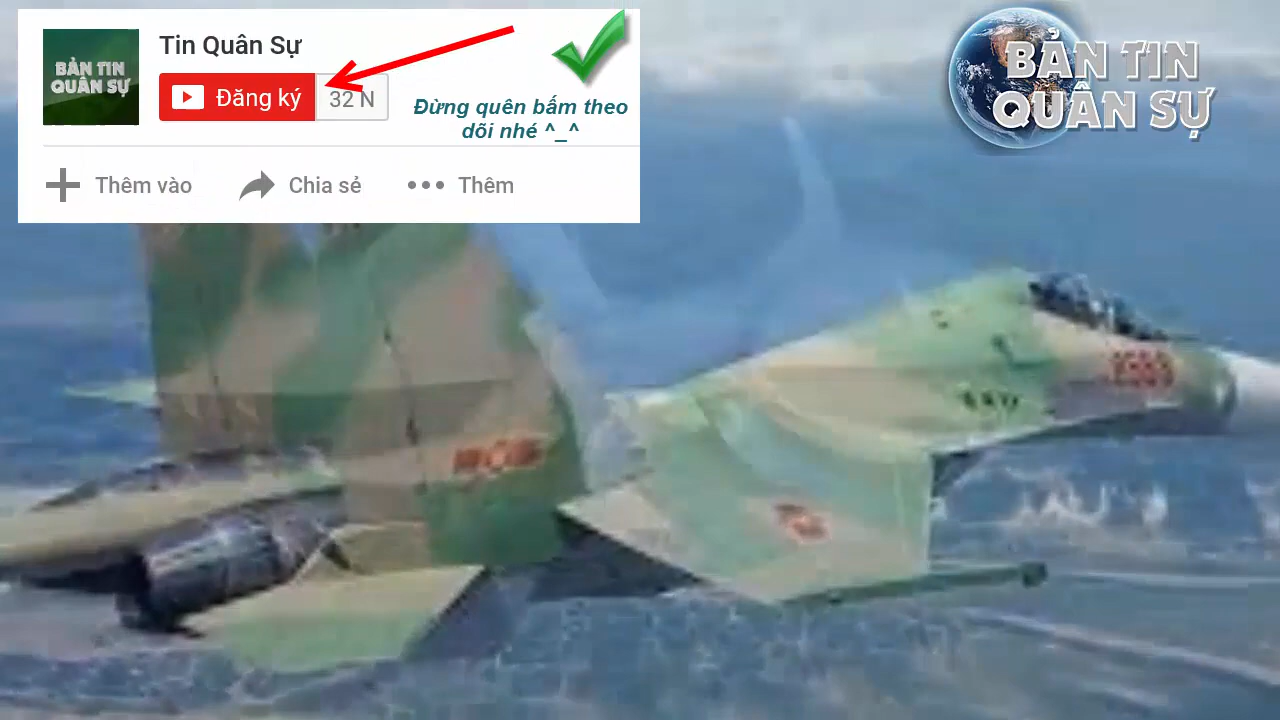 BẢN TIN
QUÂN SỰ
Tin Quân Sự
Đăng ký
32 N
Đừng quên bấm theo
dõi nhé ^_^
Thêm vào
Chia sẻ
Thêm
BẢN TIN
QUÂN SỰ